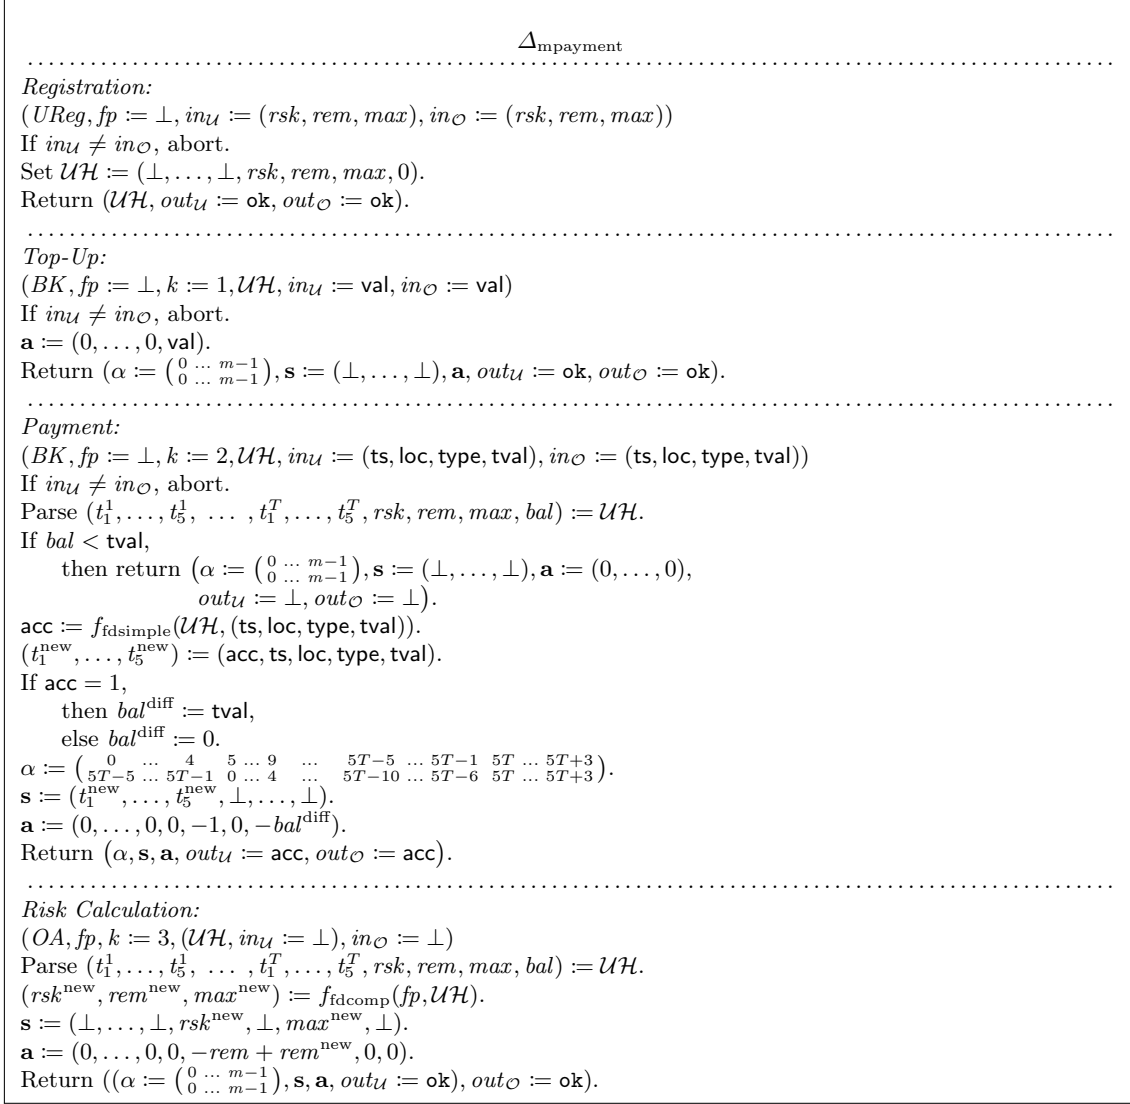 Δ_mpayment
Registration:
(UReg, fp := ⊥, in_𝒰 := (rsk, rem, max), in_𝒪 := (rsk, rem, max))
If in_𝒰 ≠ in_𝒪, abort.
Set 𝒰ℋ := (⊥, …, ⊥, rsk, rem, max, 0).
Return (𝒰ℋ, out_𝒰 := ok, out_𝒪 := ok).
Top-Up:
(BK, fp := ⊥, k := 1, 𝒰ℋ, in_𝒰 := val, in_𝒪 := val)
If in_𝒰 ≠ in_𝒪, abort.
a := (0, …, 0, val).
Return (α := (0 … m−1 / 0 … m−1), s := (⊥, …, ⊥), a, out_𝒰 := ok, out_𝒪 := ok).
Payment:
(BK, fp := ⊥, k := 2, 𝒰ℋ, in_𝒰 := (ts, loc, type, tval), in_𝒪 := (ts, loc, type, tval))
If in_𝒰 ≠ in_𝒪, abort.
Parse (t_1^1, …, t_5^1, … , t_1^T, …, t_5^T, rsk, rem, max, bal) := 𝒰ℋ.
If bal < tval,
then return (α := (0 … m−1 / 0 … m−1), s := (⊥, …, ⊥), a := (0, …, 0),
out_𝒰 := ⊥, out_𝒪 := ⊥).
acc := f_fdsimple(𝒰ℋ, (ts, loc, type, tval)).
(t_1^new, …, t_5^new) := (acc, ts, loc, type, tval).
If acc = 1,
then bal^diff := tval,
else bal^diff := 0.
α := (0 … 4 5 … 9 … 5T−5 … 5T−1 5T … 5T+3 / 5T−5 … 5T−1 0 … 4 … 5T−10 … 5T−6 5T … 5T+3).
s := (t_1^new, …, t_5^new, ⊥, …, ⊥).
a := (0, …, 0, 0, −1, 0, −bal^diff).
Return (α, s, a, out_𝒰 := acc, out_𝒪 := acc).
Risk Calculation:
(OA, fp, k := 3, (𝒰ℋ, in_𝒰 := ⊥), in_𝒪 := ⊥)
Parse (t_1^1, …, t_5^1, … , t_1^T, …, t_5^T, rsk, rem, max, bal) := 𝒰ℋ.
(rsk^new, rem^new, max^new) := f_fdcomp(fp, 𝒰ℋ).
s := (⊥, …, ⊥, rsk^new, ⊥, max^new, ⊥).
a := (0, …, 0, 0, −rem + rem^new, 0, 0).
Return ((α := (0 … m−1 / 0 … m−1), s, a, out_𝒰 := ok), out_𝒪 := ok).